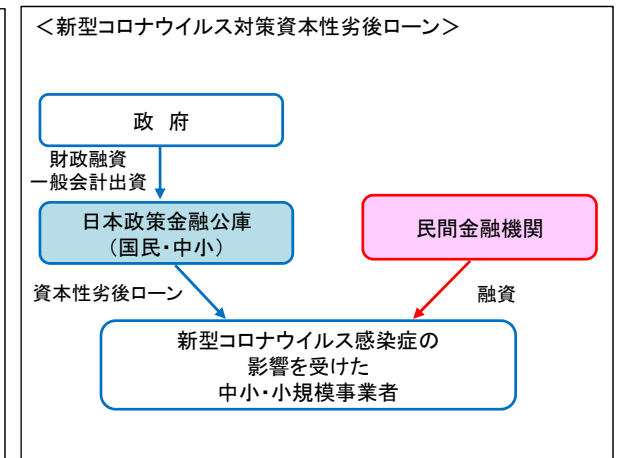 ＜新型コロナウイルス対策資本性劣後ローン＞
政　府
財政融資
一般会計出資
日本政策金融公庫
（国民・中小）
民間金融機関
資本性劣後ローン
融資
新型コロナウイルス感染症の
影響を受けた
中小・小規模事業者